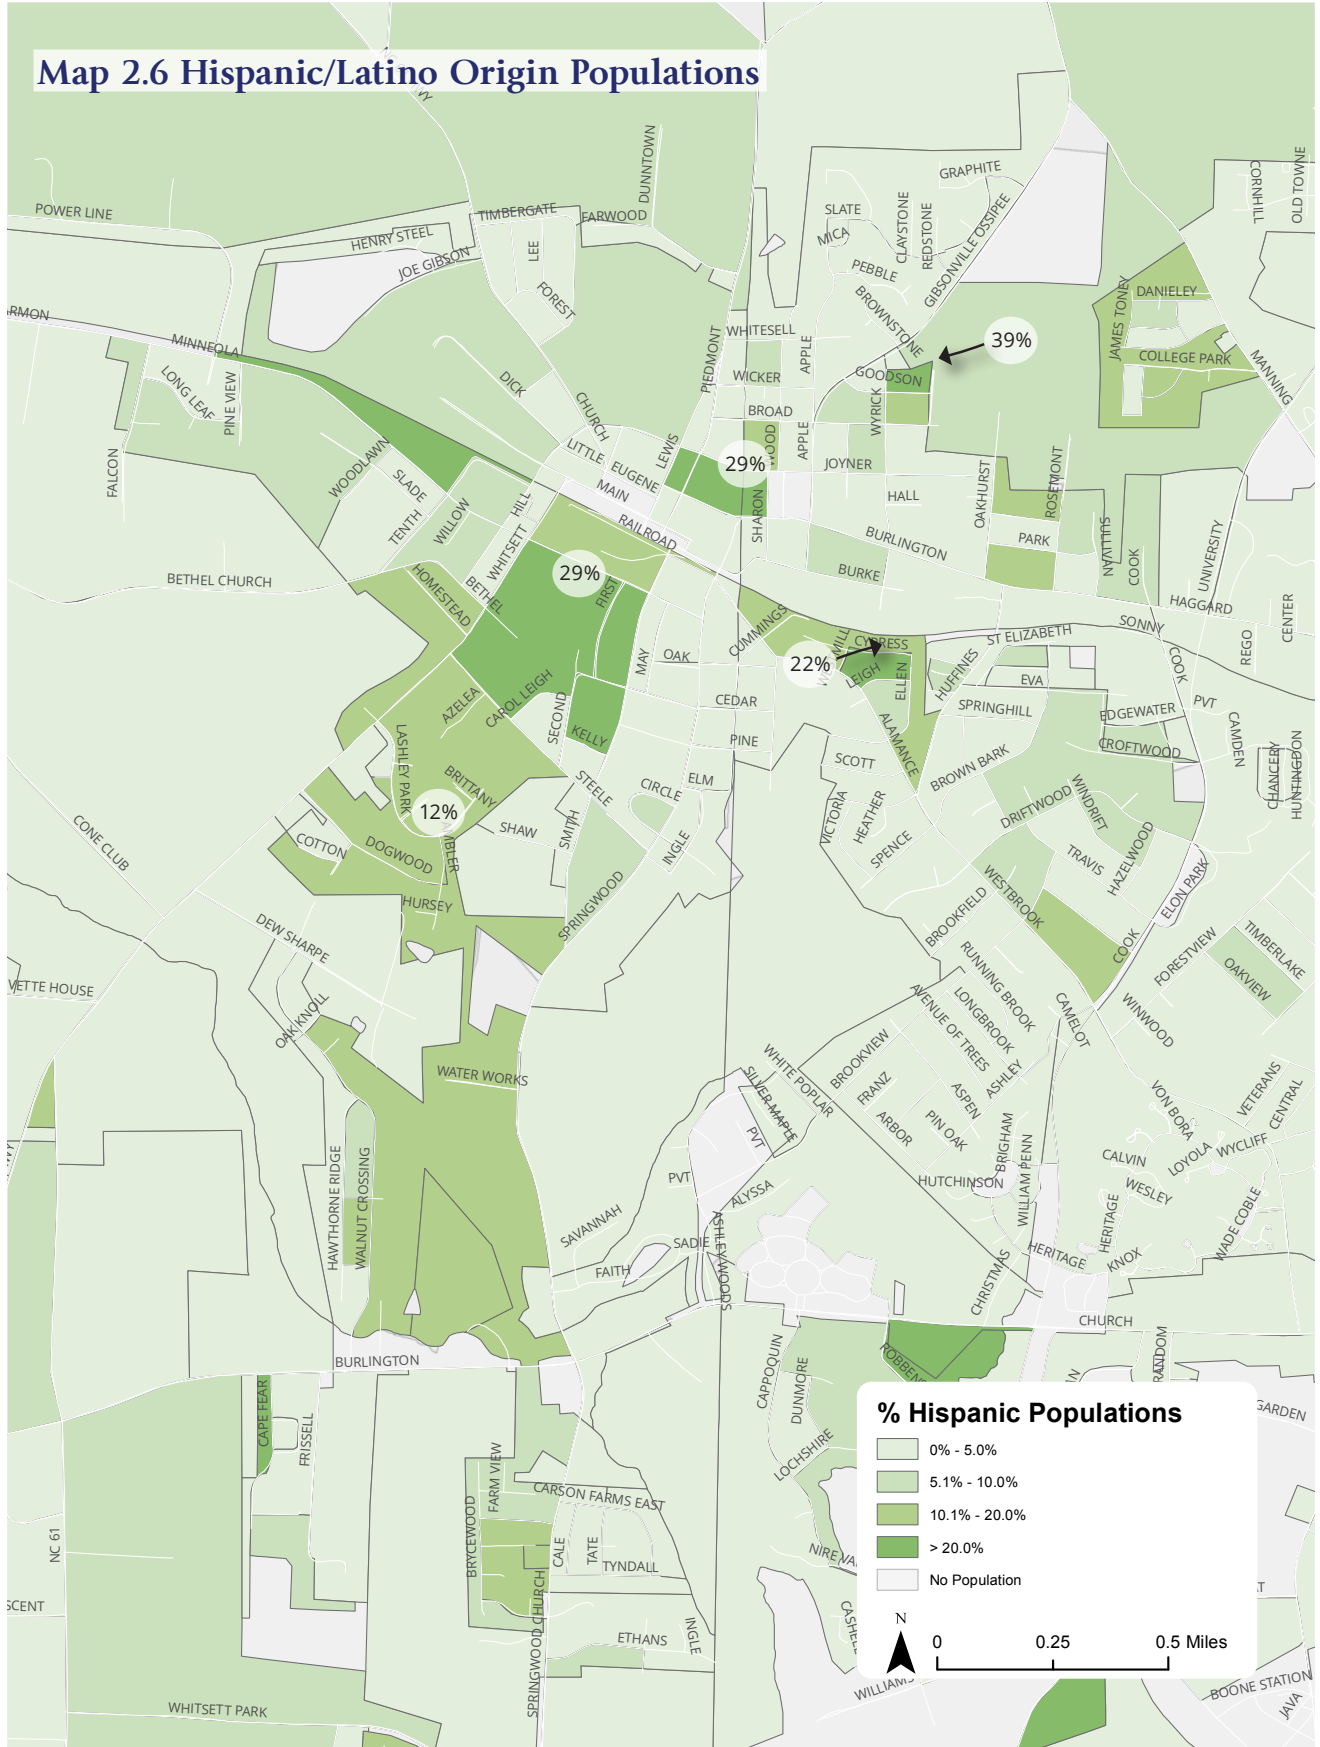 Map 2.6 Hispanic/Latino Origin Populations
DUNNTOWN
POWER LINE
TIMBERGATE
FARWOOD
HENRY STEEL
LEE
JOE GIBSON
FOREST
GRAPHITE
SLATE
MICA
CLAYSTONE
REDSTONE
GIBSONVILLE OSSIPEE
PEBBLE
BROWNSTONE
CORNHILL
OLD TOWNE
JAMES TONEY
DANIELEY
COLLEGE PARK
MANNING
MINNEOLA
LONG LEAF
PINE VIEW
DICK
CHURCH
PIEDMONT
WHITESELL
APPLE
WICKER
39%
GOODSON
WYRICK
BROAD
APPLE
FALCON
WOODLAWN
SLADE
TENTH
WILLOW
HILL
WHITSETT
LITTLE
EUGENE
LEWIS
MAIN
RAILROAD
29%
SHARON
JOYNER
HALL
OAKHURST
ROSEMONT
BURLINGTON
PARK
SULLIVAN
COOK
UNIVERSITY
BURKE
HAGGARD
CENTER
BETHEL CHURCH
HOMESTEAD
BETHEL
29%
FIRST
MAY
OAK
CUMMINGS
CYPRESS
22%
LEIGH
ELLEN
HUFFINES
ST ELIZABETH
SONNY
COOK
REGO
EVA
CEDAR
PINE
ALAMANCE
SPRINGHILL
EDGEWATER
PVT
CROFTWOOD
CAMDEN
CHANCERY
HUNTINGDON
AZELEA
CAROL LEIGH
SECOND
KELLY
LASHLEY PARK
BRITTANY
STEELE
CIRCLE
ELM
SCOTT
BROWN BARK
VICTORIA
HEATHER
SPENCE
DRIFTWOOD
WINDRIFT
TRAVIS
HAZELWOOD
12%
SHAW
SMITH
INGLE
CONE CLUB
COTTON
DOGWOOD
HURSEY
SPRINGWOOD
WESTBROOK
BROOKFIELD
ELON PARK
COOK
FORESTVIEW
TIMBERLAKE
OAKVIEW
DEW SHARPE
VETTE HOUSE
OAK KNOLL
RUNNING BROOK
LONGBROOK
AVENUE OF TREES
CAMELOT
WINWOOD
WATER WORKS
WHITE POPLAR
SILVER MAPLE
BROOKVIEW
FRANZ
ARBOR
ASHLEY
ASPEN
PIN OAK
VON BORA
VETERANS
CENTRAL
PVT
BRIGHAM
WILLIAM PENN
CALVIN
LOYOLA
WYCLIFF
WESLEY
HUTCHINSON
HAWTHORNE RIDGE
WALNUT CROSSING
PVT
ALYSSA
SAVANNAH
SADIE
FAITH
ASHLEY WOODS
HERITAGE
HERITAGE
KNOX
WADE COBLE
CHRISTMAS
CHURCH
BURLINGTON
CAPE FEAR
FRISSELL
CAPPOQUIN
DUNMORE
LOCHSHIRE
GARDEN
FARM VIEW
CARSON FARMS EAST
BRYCEWOOD
CALE
TATE
TYNDALL
NC 61
SPRINGWOOD CHURCH
ETHANS
INGLE
WHITSETT PARK
BOONE STATION
JAVA
% Hispanic Populations
0% - 5.0%
5.1% - 10.0%
10.1% - 20.0%
> 20.0%
No Population
N
0 0.25 0.5 Miles